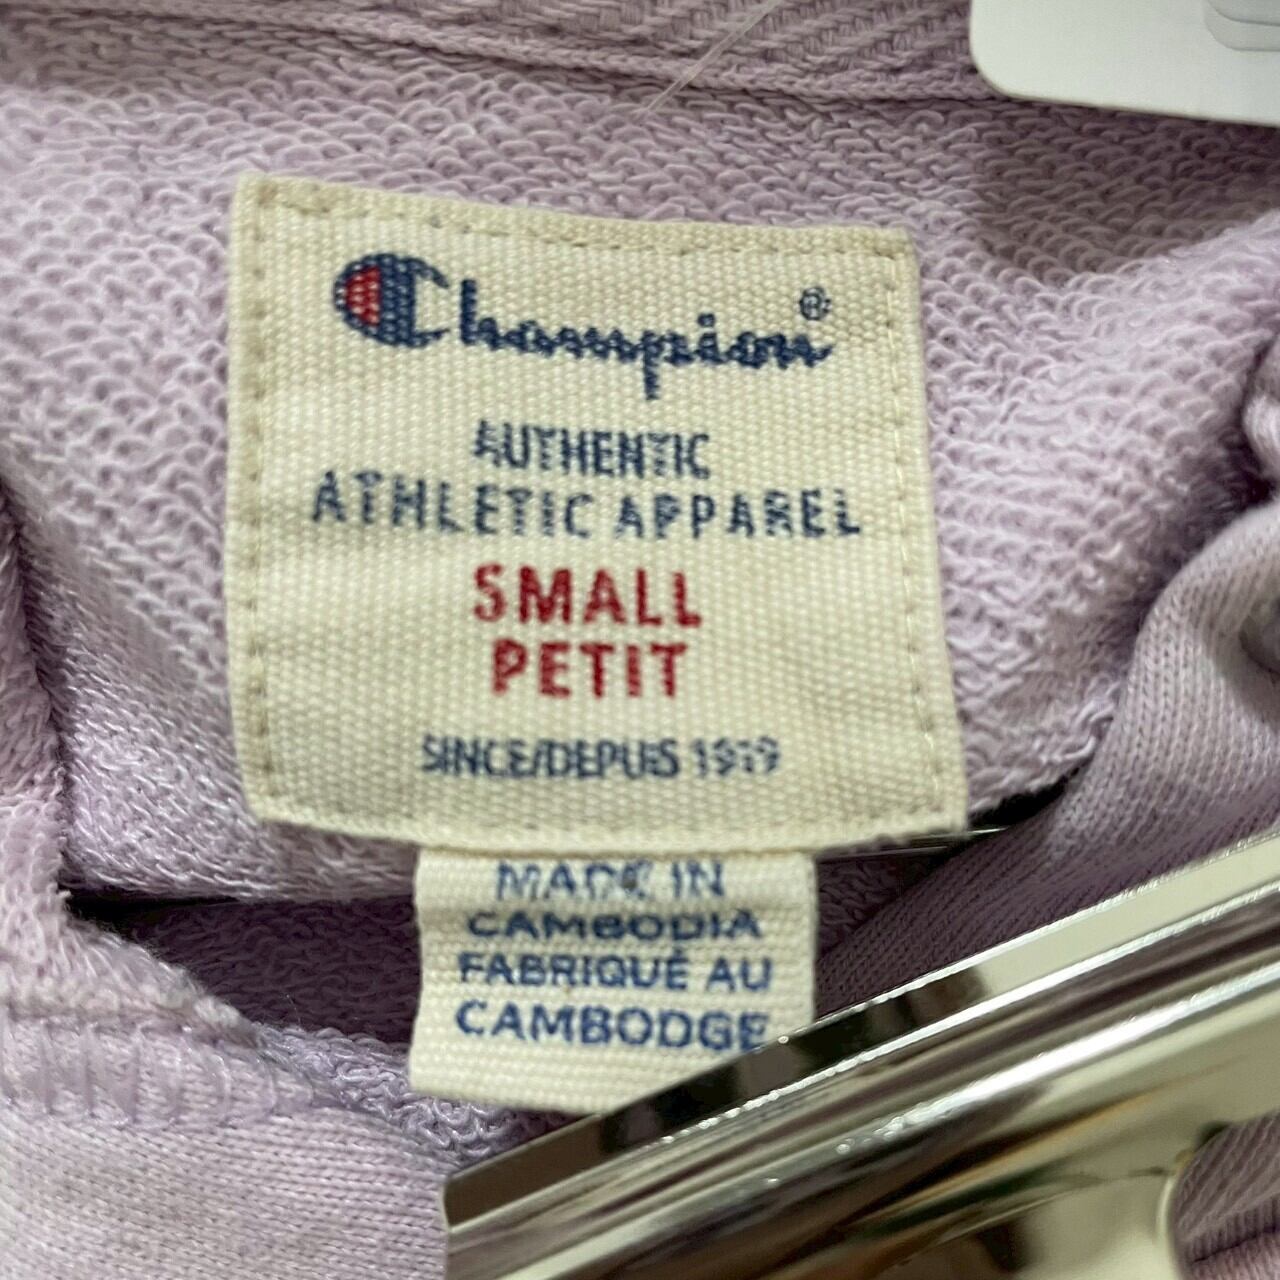 Champion®
AUTHENTIC
ATHLETIC APPAREL
SMALL
PETIT
SINCE/DEPUIS 1919
MADE IN
CAMBODIA
FABRIQUÉ AU
CAMBODGE